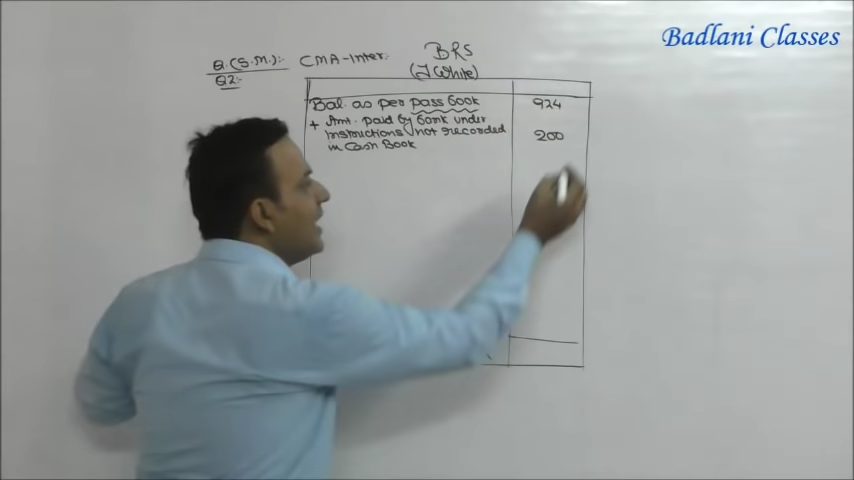 Badlani Classes
Q.(S.M.):- CMA-Inter:- BRS
Q2:- (J White)
Bal. as per pass book 924
+ Amt. paid by bank under
instructions not recorded 200
in Cash Book